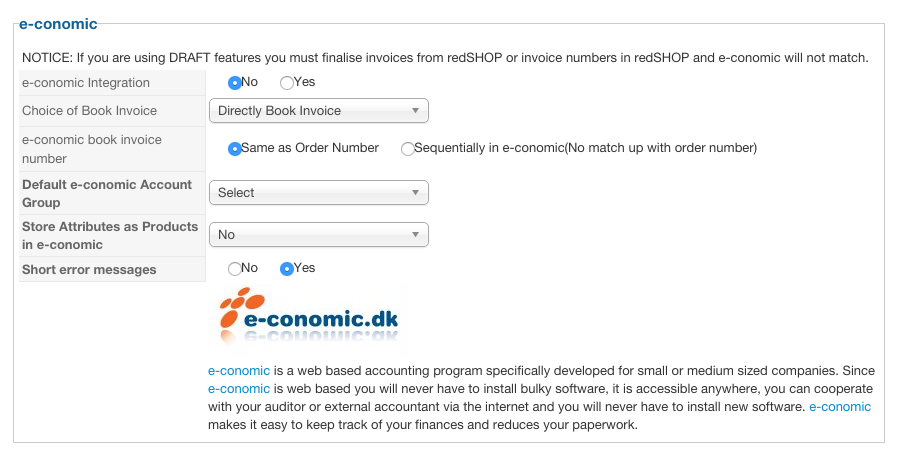 e-conomic
NOTICE: If you are using DRAFT features you must finalise invoices from redSHOP or invoice numbers in redSHOP and e-conomic will not match.
e-conomic Integration No Yes
Choice of Book Invoice Directly Book Invoice
e-conomic book invoice
number
Same as Order Number Sequentially in e-conomic(No match up with order number)
Default e-conomic Account
Group
Select
Store Attributes as Products
in e-conomic
No
Short error messages No Yes
e-conomic.dk
e-conomic is a web based accounting program specifically developed for small or medium sized companies. Since
e-conomic is web based you will never have to install bulky software, it is accessible anywhere, you can cooperate
with your auditor or external accountant via the internet and you will never have to install new software. e-conomic
makes it easy to keep track of your finances and reduces your paperwork.